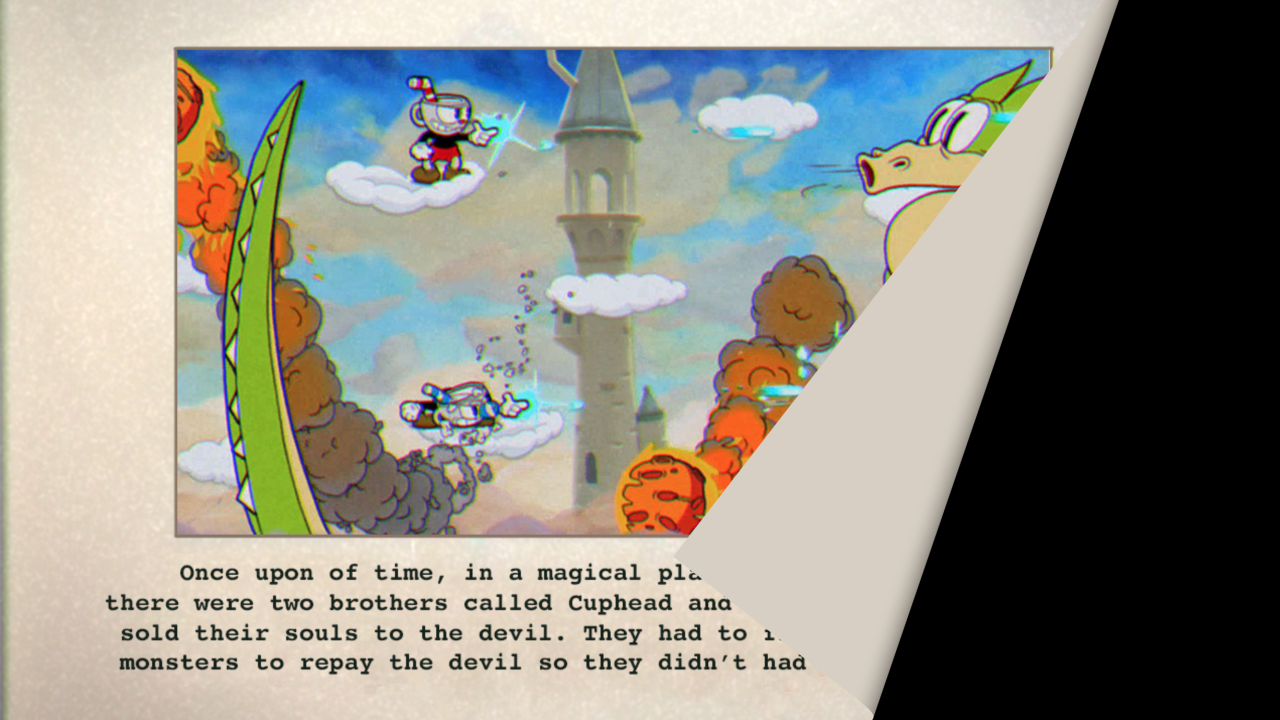 Once upon of time, in a magical
there were two brothers called Cuphead and
sold their souls to the devil. They had to
monsters to repay the devil so they didn’t had